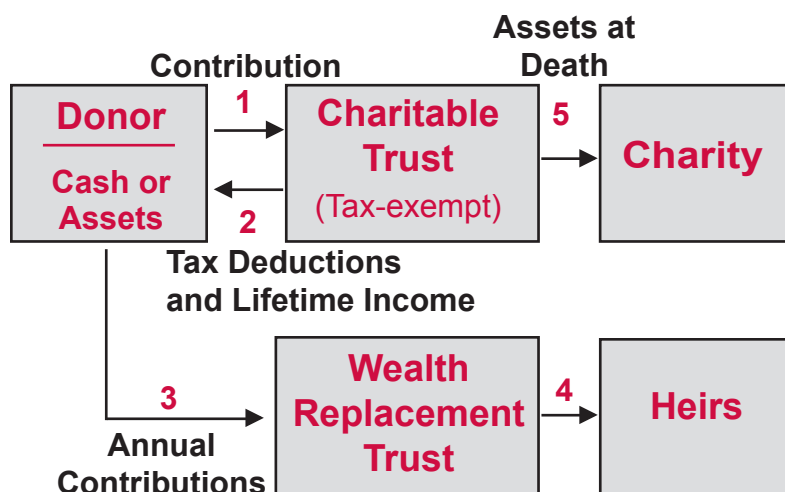 Assets at
Death
Contribution
1
5
Donor
Cash or
Assets
Charitable
Trust
(Tax-exempt)
Charity
2
Tax Deductions
and Lifetime Income
3
Annual
Contributions
Wealth
Replacement
Trust
4
Heirs